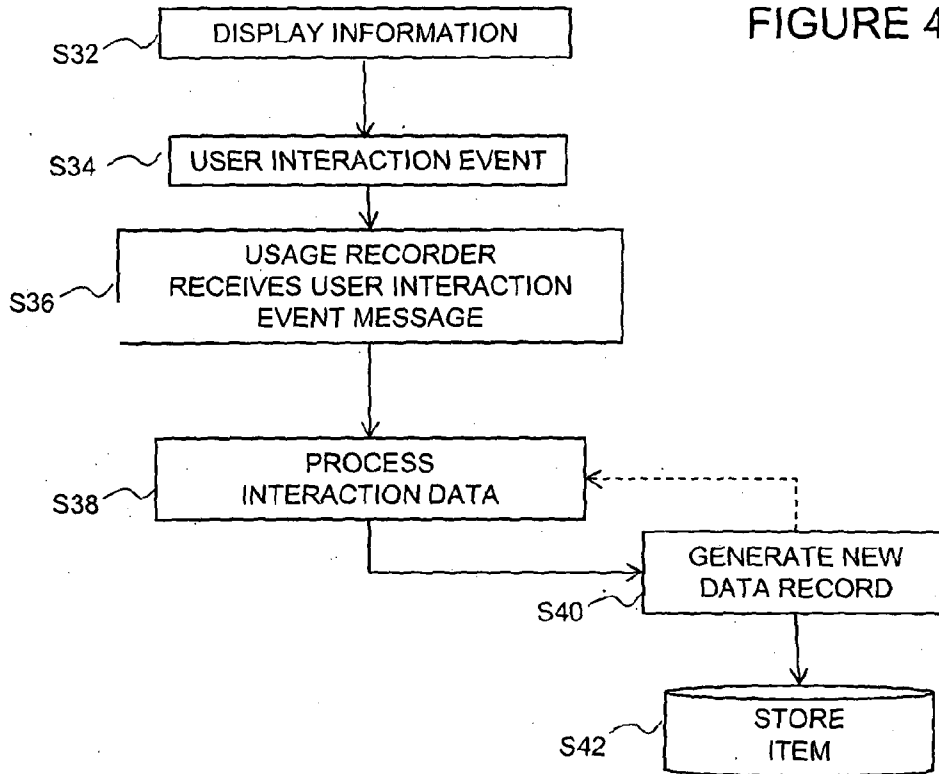 FIGURE 4
S32
DISPLAY INFORMATION
S34
USER INTERACTION EVENT
S36
USAGE RECORDER
RECEIVES USER INTERACTION
EVENT MESSAGE
S38
PROCESS
INTERACTION DATA
S40
GENERATE NEW
DATA RECORD
S42
STORE
ITEM